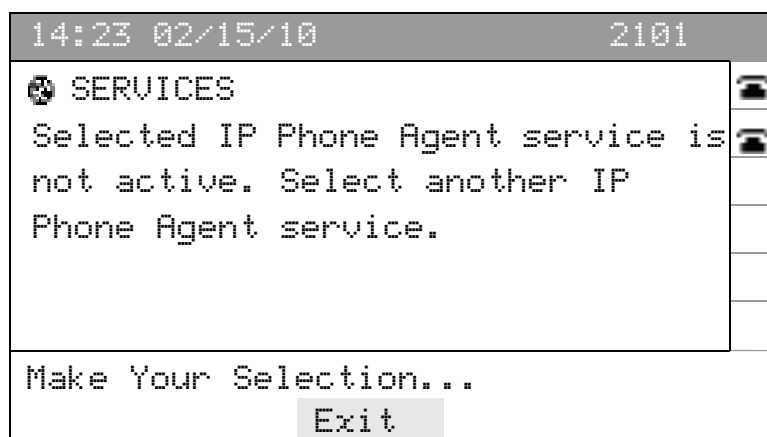 14:23 02/15/10 2101
SERVICES
Selected IP Phone Agent service is
not active. Select another IP
Phone Agent service.
Make Your Selection...
Exit